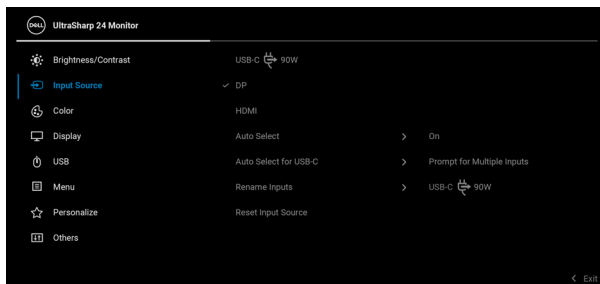 DELL UltraSharp 24 Monitor
Brightness/Contrast USB-C 90W
Input Source ✓ DP
Color HDMI
Display Auto Select > On
USB Auto Select for USB-C > Prompt for Multiple Inputs
Menu Rename Inputs > USB-C 90W
Personalize Reset Input Source
Others
< Exit